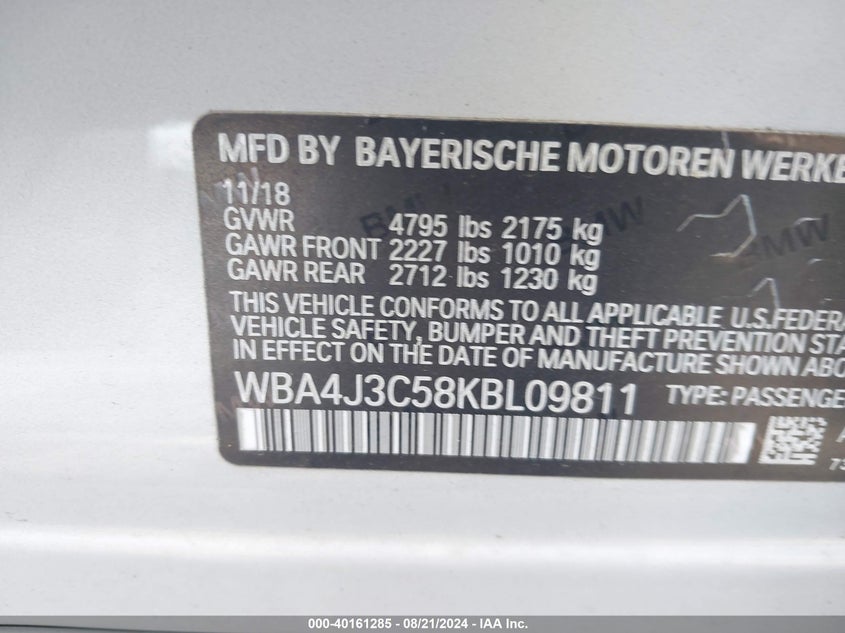 MFD BY BAYERISCHE MOTOREN WERKE
11/18
GVWR 4795 lbs 2175 kg
GAWR FRONT 2227 lbs 1010 kg
GAWR REAR 2712 lbs 1230 kg
THIS VEHICLE CONFORMS TO ALL APPLICABLE U.S.FEDERA
VEHICLE SAFETY, BUMPER AND THEFT PREVENTION STA
IN EFFECT ON THE DATE OF MANUFACTURE SHOWN ABO
WBA4J3C58KBL09811 TYPE: PASSENGE
000-40161285 - 08/21/2024 - IAA Inc.